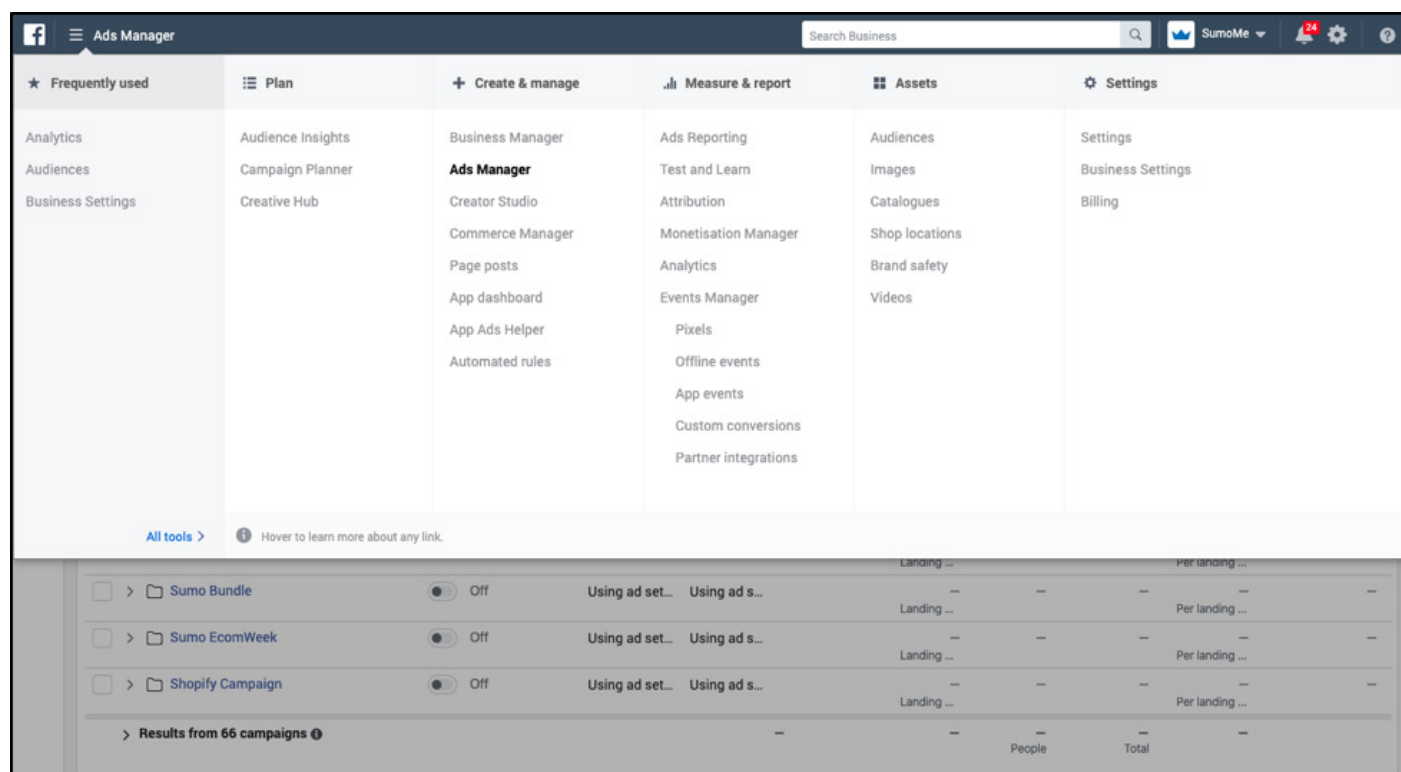 f Ads Manager Search Business SumoMe 24
Frequently used Plan Create & manage Measure & report Assets Settings
Analytics Audience Insights Business Manager Ads Reporting Audiences Settings
Audiences Campaign Planner Ads Manager Test and Learn Images Business Settings
Business Settings Creative Hub Creator Studio Attribution Catalogues Billing
Commerce Manager Monetisation Manager Shop locations
Page posts Analytics Brand safety
App dashboard Events Manager Videos
App Ads Helper Pixels
Automated rules Offline events
App events
Custom conversions
Partner integrations
All tools > Hover to learn more about any link.
Landing ... Per landing ...
Sumo Bundle Off Using ad set... Using ad s... — — — — —
Landing ... Per landing ...
Sumo EcomWeek Off Using ad set... Using ad s... — — — — —
Landing ... Per landing ...
Shopify Campaign Off Using ad set... Using ad s... — — — — —
Landing ... Per landing ...
Results from 66 campaigns — — — — —
People Total